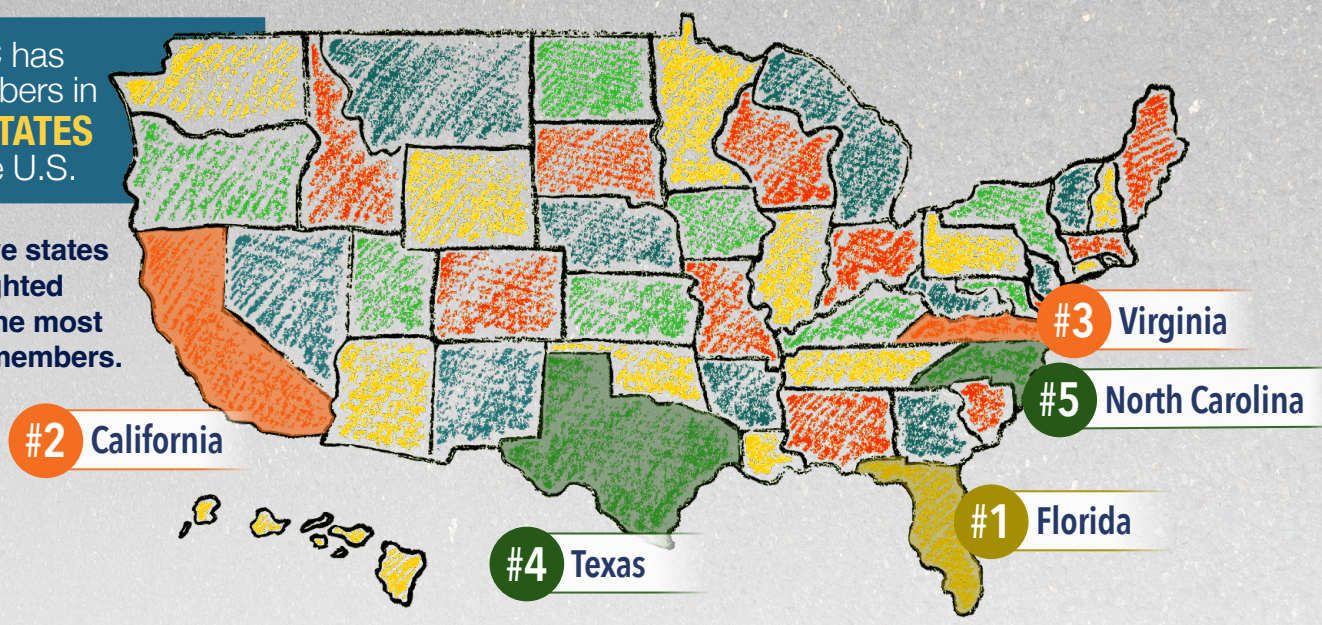 has
bers in
TATES
e U.S.
ve states
ghted
he most
members.
#2 California
#3 Virginia
#5 North Carolina
#1 Florida
#4 Texas